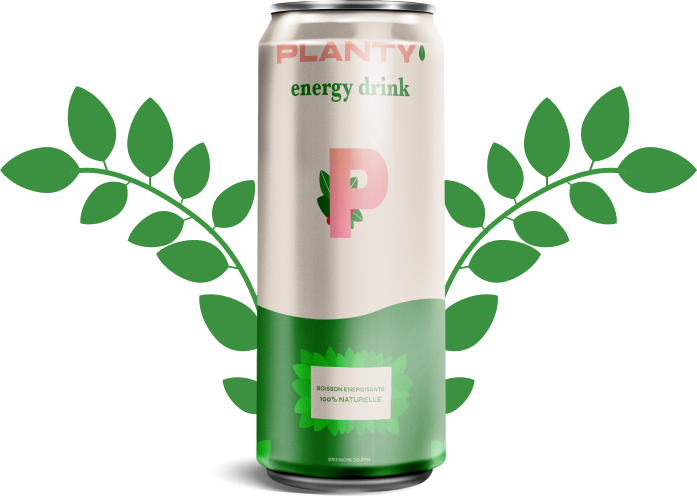 PLANTY
energy drink
P
BOISSON ENERGISANTE
100% NATURELLE